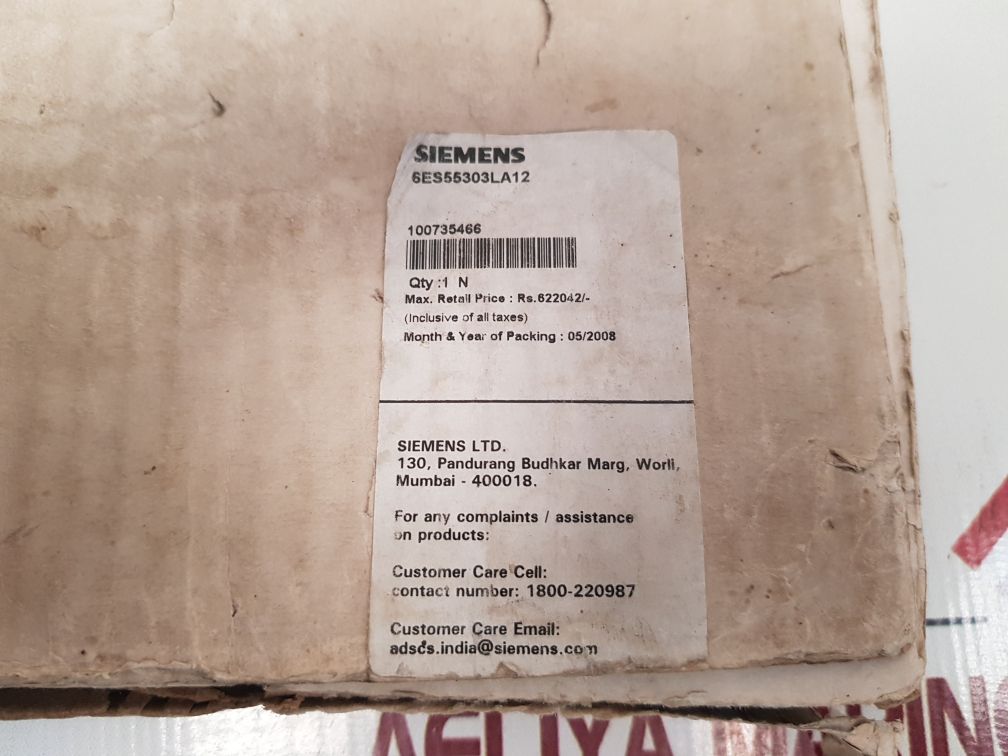 SIEMENS
6ES55303LA12
100735466
Qty :1 N
Max. Retail Price : Rs.622042/-
(Inclusive of all taxes)
Month & Year of Packing : 05/2008
SIEMENS LTD.
130, Pandurang Budhkar Marg, Worli,
Mumbai - 400018.
For any complaints / assistance
on products:
Customer Care Cell:
contact number: 1800-220987
Customer Care Email:
adscs.india@siemens.com
AELIYA